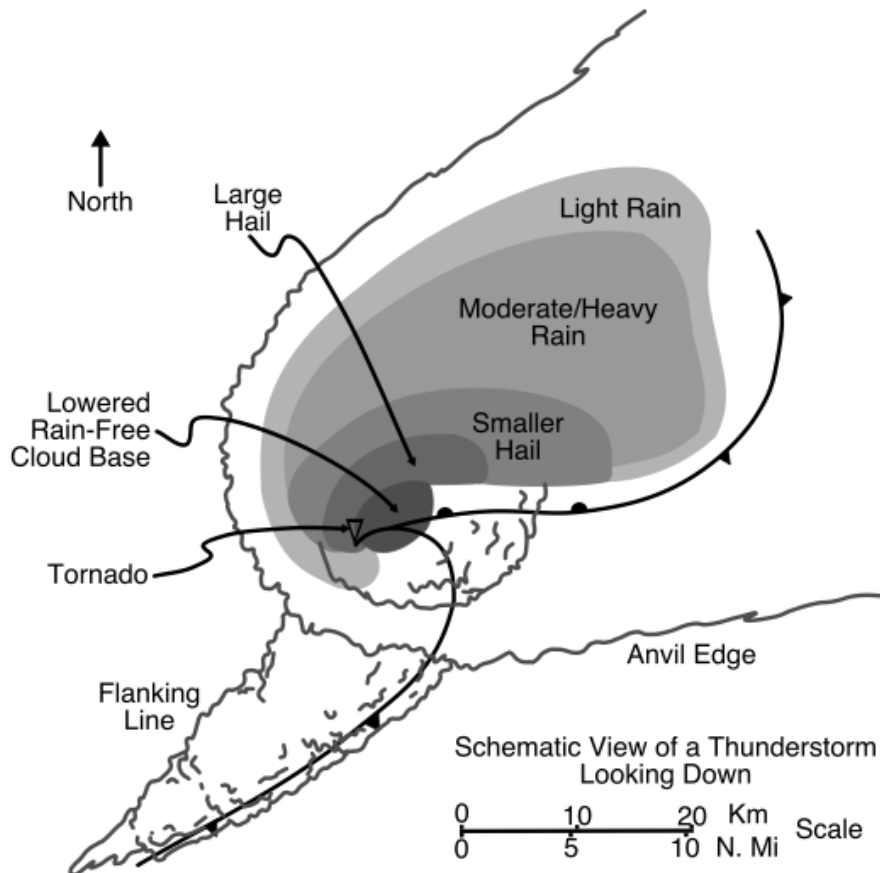 North
Large
Hail
Light Rain
Moderate/Heavy
Rain
Lowered
Rain-Free
Cloud Base
Smaller
Hail
Tornado
Anvil Edge
Flanking
Line
Schematic View of a Thunderstorm
Looking Down
0 10 20 Km
Scale
0 5 10 N. Mi